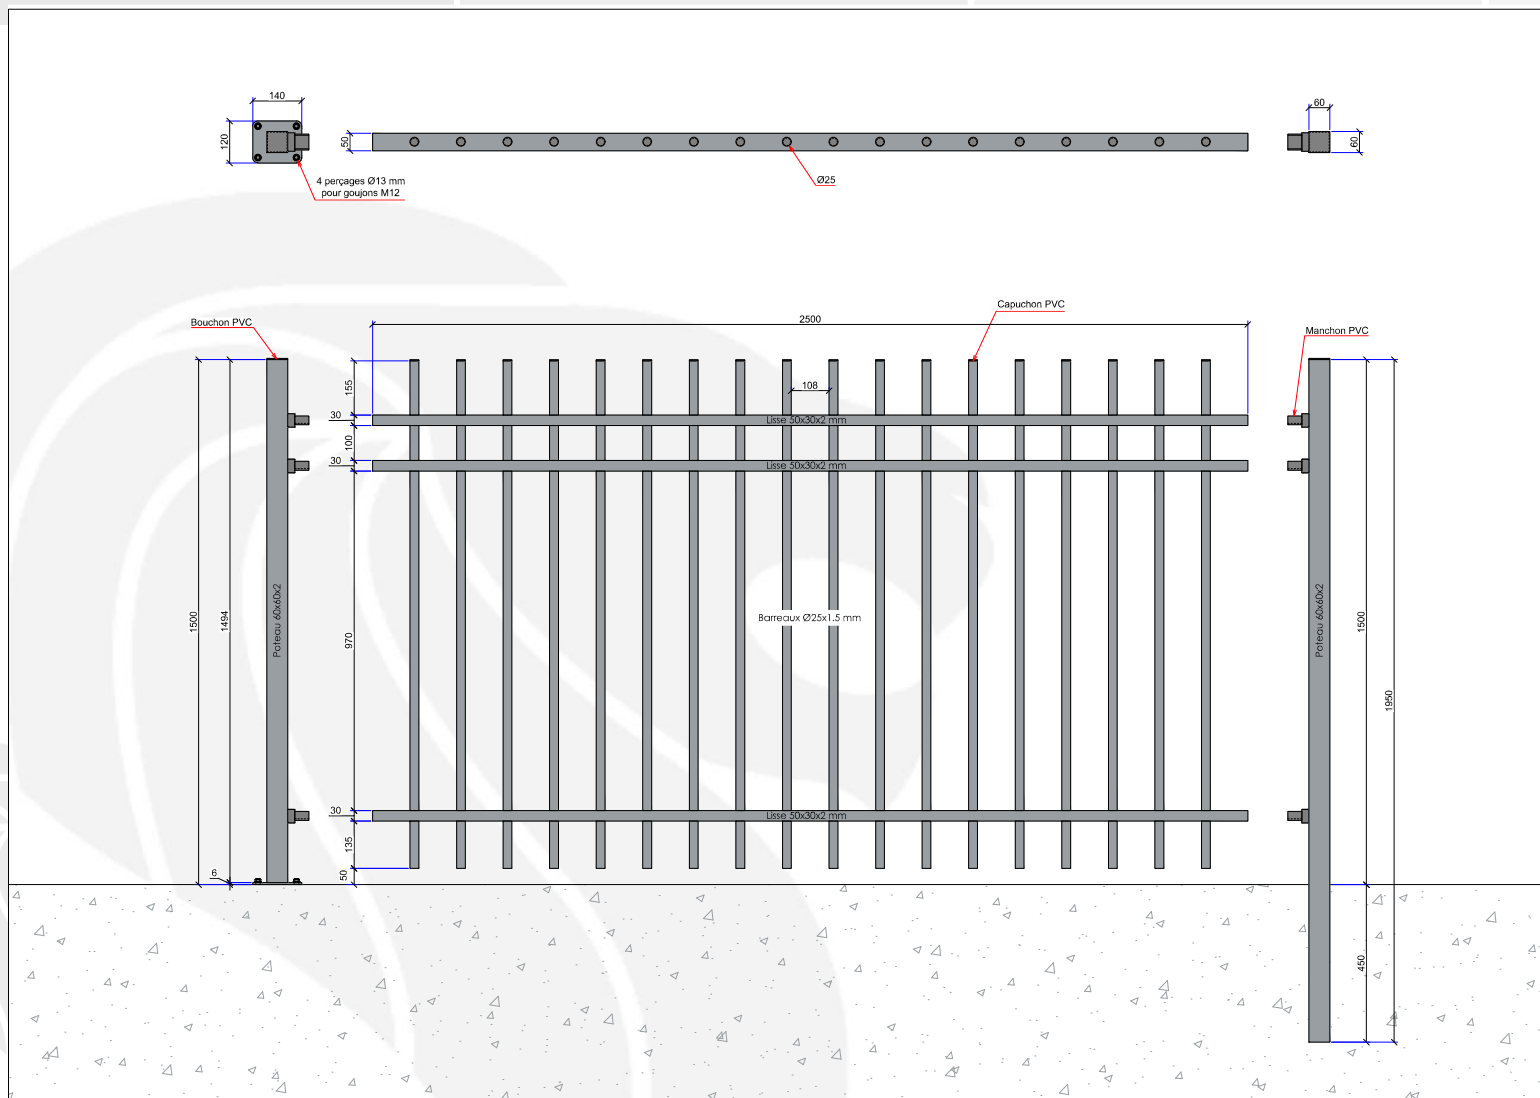 140
120
4 perçages Ø13 mm
pour goujons M12
50
Ø25
60
60
Bouchon PVC
2500
Capuchon PVC
Manchon PVC
155
108
30
Lisse 50x30x2 mm
100
30
Lisse 50x30x2 mm
1500
1494
Poteau 60x60x2
970
Barreaux Ø25x1.5 mm
Poteau 60x60x2
1500
1950
30
Lisse 50x30x2 mm
135
6
50
450